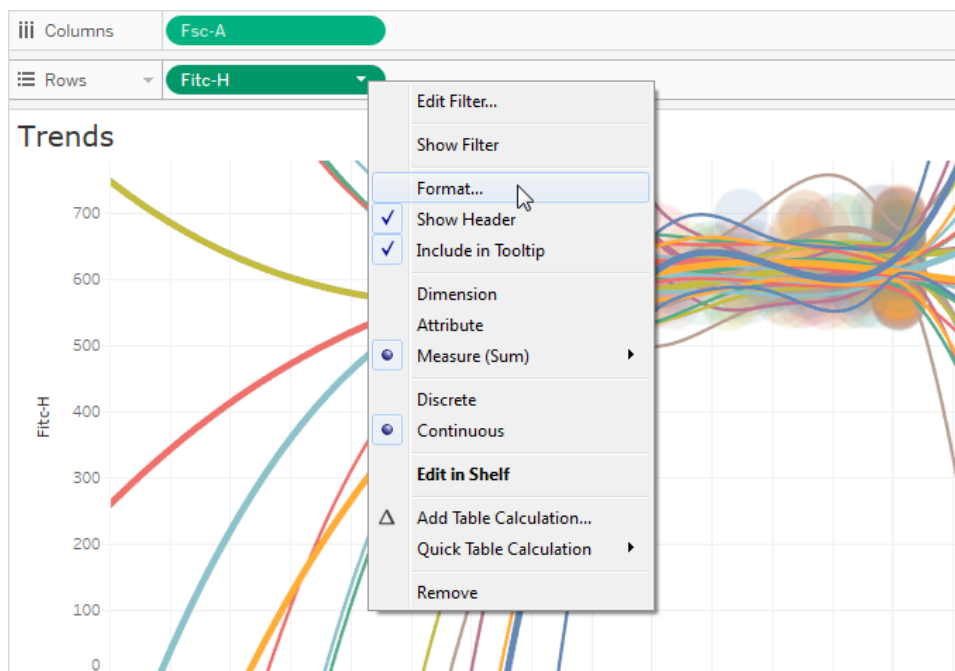 Columns
Fsc-A
Rows
Fitc-H
Trends
Edit Filter...
Show Filter
Format...
Show Header
Include in Tooltip
Dimension
Attribute
Measure (Sum)
Discrete
Continuous
Edit in Shelf
Add Table Calculation...
Quick Table Calculation
Remove
Fitc-H
700
600
500
400
300
200
100
0